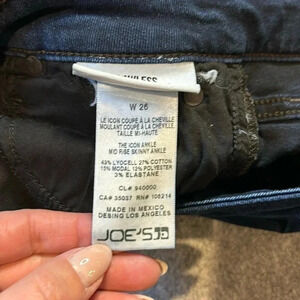 W 26
LE ICON COUPE À LA CHEVILLE
MOULANT COUPE À LA CHEVILLE,
TAILLE MI-HAUTE
THE ICON ANKLE
MID RISE SKINNY ANKLE
43% LYOCELL 27% COTTON
15% MODAL 12% POLYESTER
3% ELASTANE
CL# 940000
CA# 35037 RN# 106214
MADE IN MEXICO
DESING LOS ANGELES
JOE'S